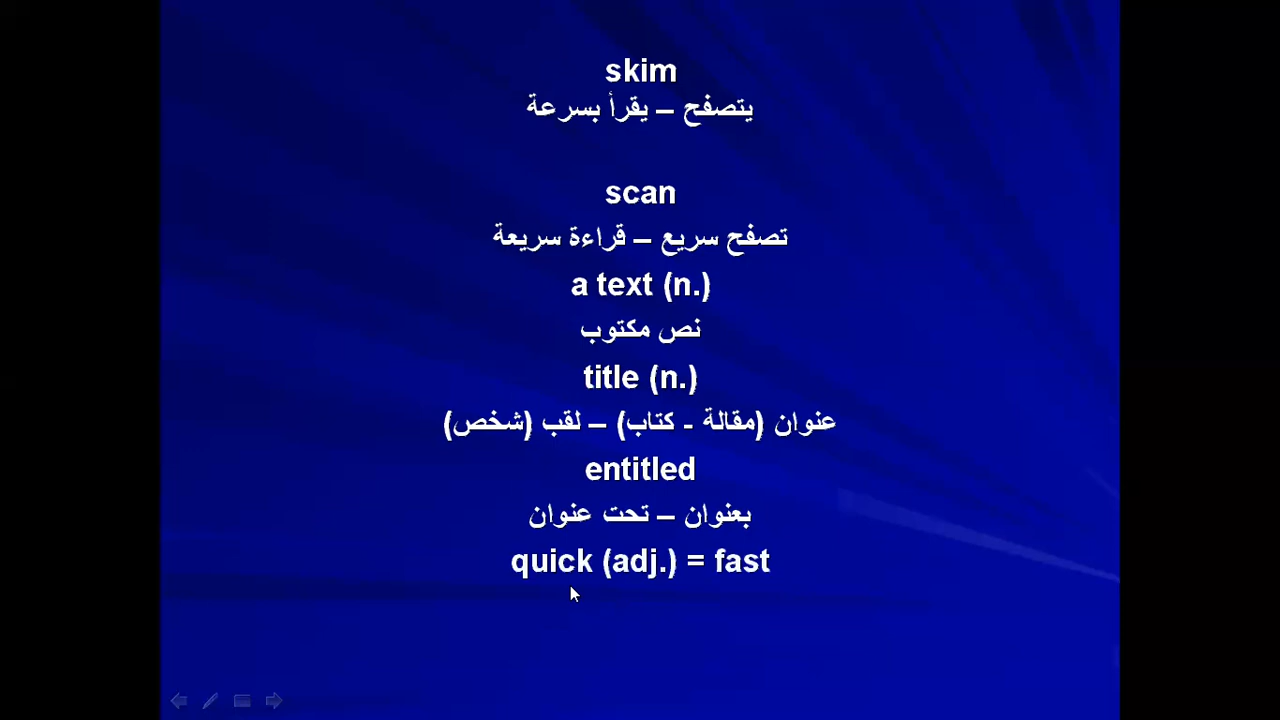 skim
يتصفح – يقرأ بسرعة
scan
تصفح سريع – قراءة سريعة
a text (n.)
نص مكتوب
title (n.)
عنوان (مقالة - كتاب) – لقب (شخص)
entitled
بعنوان – تحت عنوان
quick (adj.) = fast